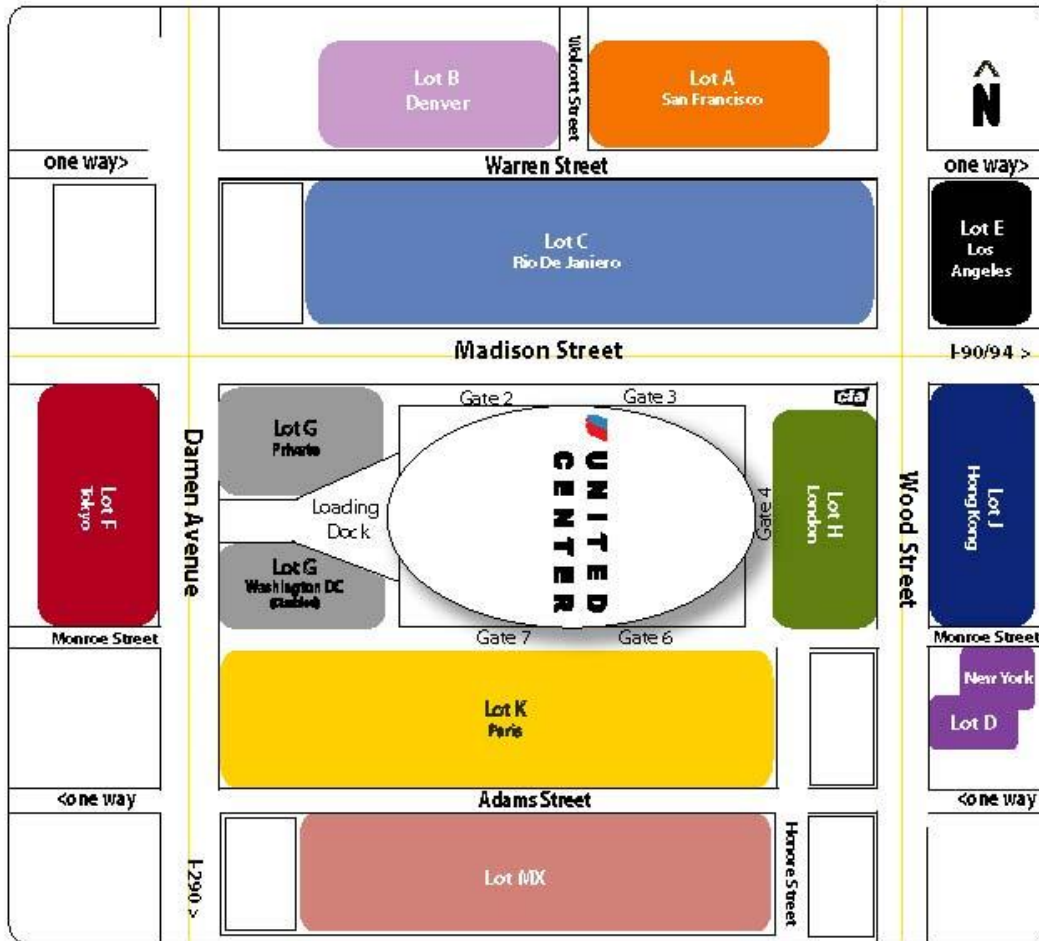 Lot B
Denver
Wolcott Street
Lot A
San Francisco
N
one way>
Warren Street
one way>
Lot C
Rio De Janiero
Lot E
Los
Angeles
Madison Street
I-90/94 >
Gate 2
Gate 3
cta
Lot F
Tokyo
Damen Avenue
Lot G
Private
Loading
Dock
Lot G
Washington DC
UNITED
CENTER
Gate 4
Lot H
London
Wood Street
Lot J
Hong Kong
Monroe Street
Gate 7
Gate 6
Monroe Street
New York
Lot D
Lot K
Paris
<one way
Adams Street
<one way
I-290 >
Lot MX
Honore Street